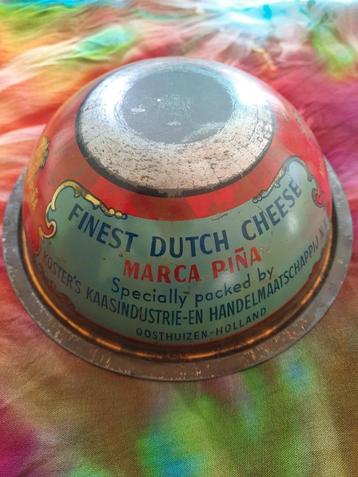 FINEST DUTCH CHEESE
MARCA PIÑA
Specially packed by
KOSTER'S KAASINDUSTRIE-EN HANDELMAATSCHAPPIJ N.V.
OOSTHUIZEN-HOLLAND